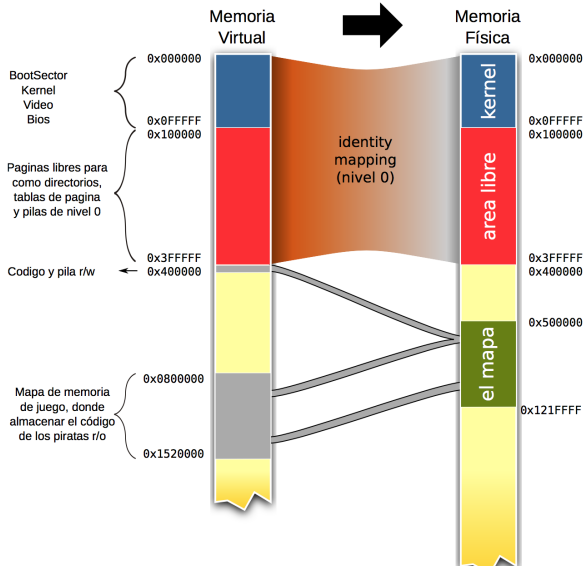 Memoria
Virtual
Memoria
Física
BootSector
Kernel
Video
Bios
0x000000
0x0FFFFF
0x100000
Paginas libres para
como directorios,
tablas de pagina
y pilas de nivel 0
0x3FFFFF
0x400000
Codigo y pila r/w
0x0800000
Mapa de memoria
de juego, donde
almacenar el código
de los piratas r/o
0x1520000
identity
mapping
(nivel 0)
kernel
area libre
el mapa
0x000000
0x0FFFFF
0x100000
0x3FFFFF
0x400000
0x500000
0x121FFFF